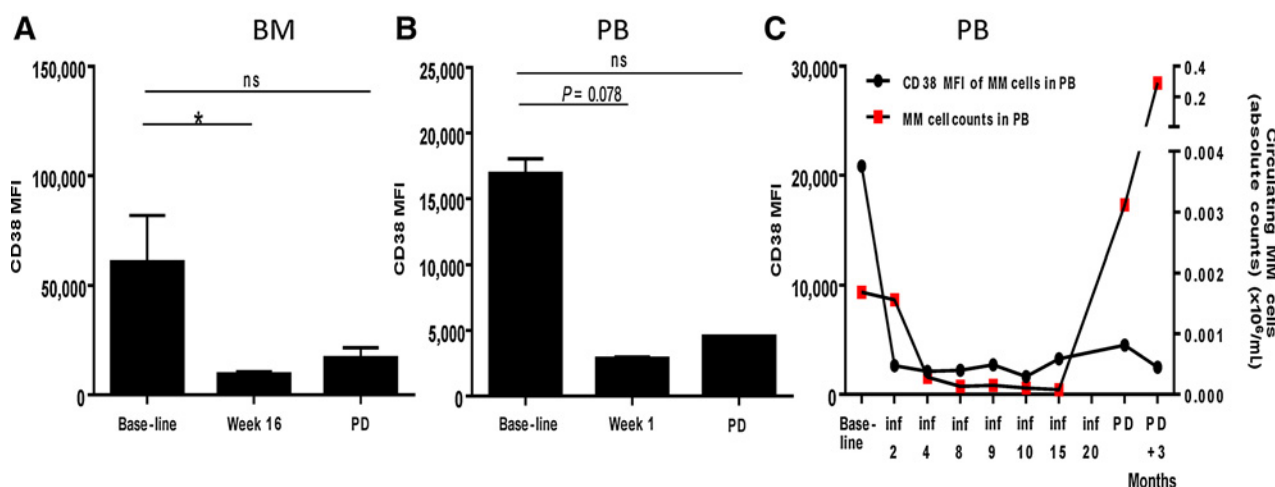 A
BM
150,000
100,000
50,000
0
CD38 MFI
ns
*
Base-line
Week 16
PD
B
PB
25,000
20,000
15,000
10,000
5,000
0
CD38 MFI
ns
P = 0.078
Base-line
Week 1
PD
C
PB
30,000
20,000
10,000
0
CD38 MFI
CD38 MFI of MM cells in PB
MM cell counts in PB
0.4
0.2
0.004
0.003
0.002
0.001
0.000
Circulating MM cells
(absolute counts) (x10⁶/mL)
Base-
line
inf
2
inf
4
inf
8
inf
9
inf
10
inf
15
inf
20
PD
PD
+3
Months